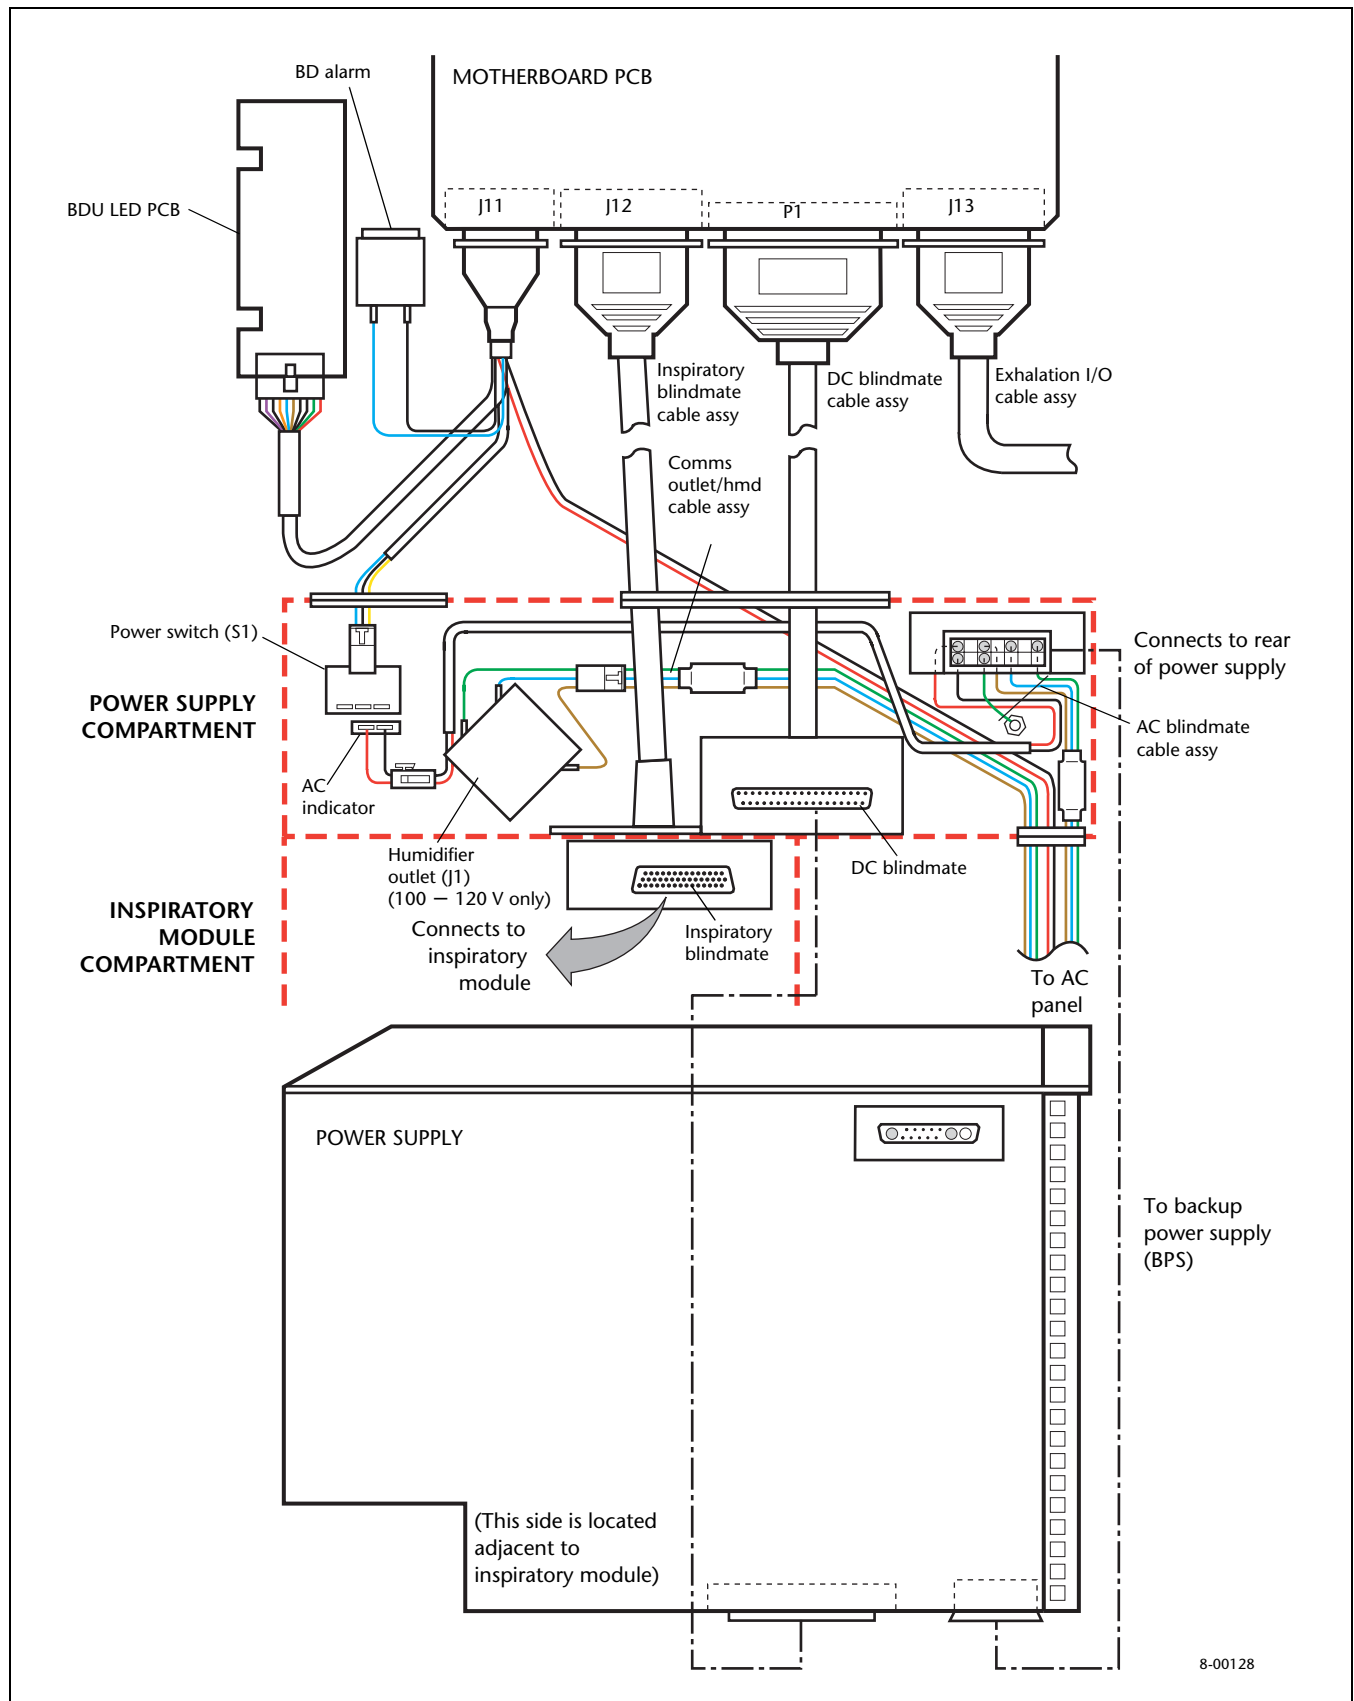 BD alarm
MOTHERBOARD PCB
BDU LED PCB
J11
J12
P1
J13
Inspiratory
blindmate
cable assy
DC blindmate
cable assy
Exhalation I/O
cable assy
Comms
outlet/hmd
cable assy
Power switch (S1)
POWER SUPPLY
COMPARTMENT
Connects to rear
of power supply
AC blindmate
cable assy
AC
indicator
Humidifier
outlet (J1)
(100 – 120 V only)
DC blindmate
INSPIRATORY
MODULE
COMPARTMENT
Connects to
inspiratory
module
Inspiratory
blindmate
To AC
panel
POWER SUPPLY
To backup
power supply
(BPS)
(This side is located
adjacent to
inspiratory module)
8-00128